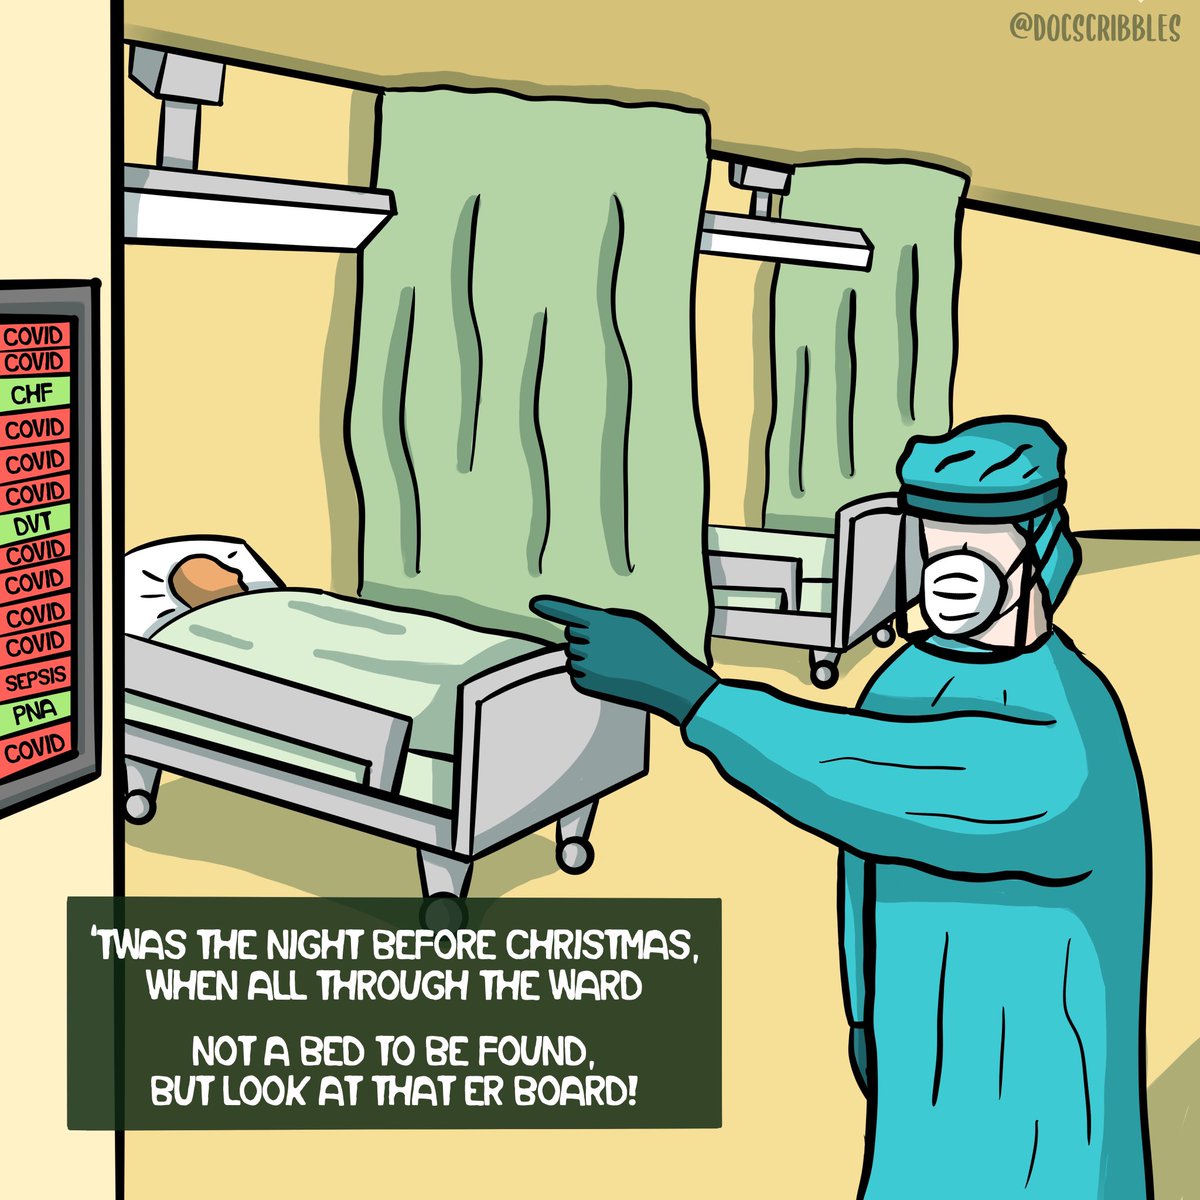 @DOCSCRIBBLES
COVID
COVID
CHF
COVID
COVID
COVID
DVT
COVID
COVID
COVID
COVID
SEPSIS
PNA
COVID
'TWAS THE NIGHT BEFORE CHRISTMAS,
WHEN ALL THROUGH THE WARD
NOT A BED TO BE FOUND,
BUT LOOK AT THAT ER BOARD!